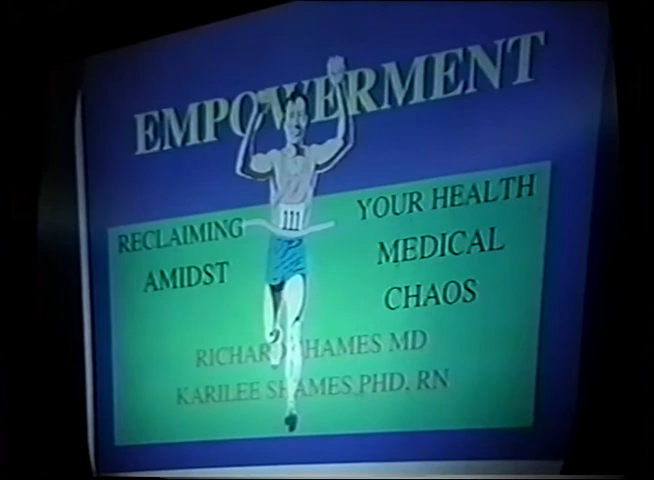 EMPOWERMENT
RECLAIMING YOUR HEALTH
AMIDST MEDICAL
CHAOS
111
RICHARD SHAMES MD
KARILEE SHAMES PHD, RN